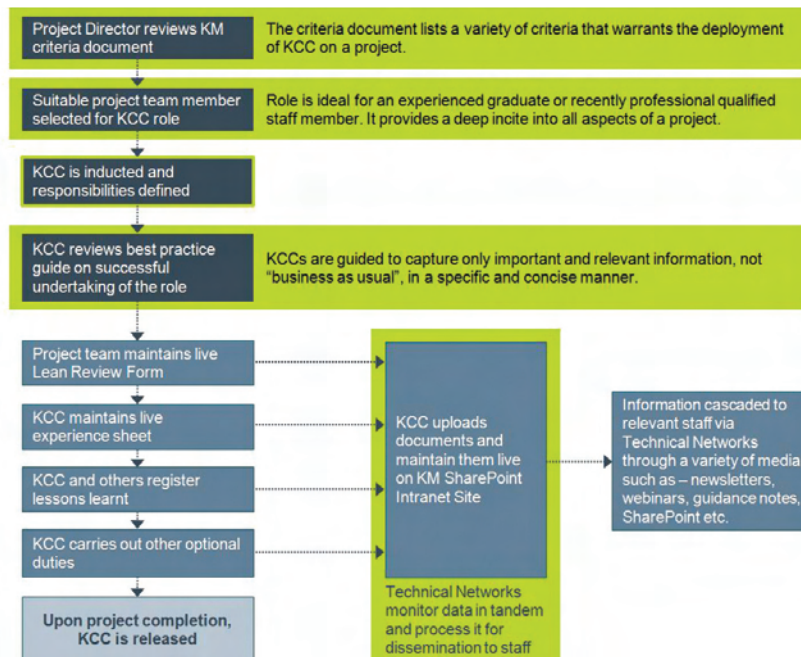 Project Director reviews KM
criteria document
The criteria document lists a variety of criteria that warrants the deployment
of KCC on a project.
Suitable project team member
selected for KCC role
Role is ideal for an experienced graduate or recently professional qualified
staff member. It provides a deep incite into all aspects of a project.
KCC is inducted and
responsibilities defined
KCC reviews best practice
guide on successful
undertaking of the role
KCCs are guided to capture only important and relevant information, not
“business as usual”, in a specific and concise manner.
Project team maintains live
Lean Review Form
KCC maintains live
experience sheet
KCC and others register
lessons learnt
KCC carries out other optional
duties
Upon project completion,
KCC is released
KCC uploads
documents and
maintain them live
on KM SharePoint
Intranet Site
Technical Networks
monitor data in tandem
and process it for
dissemination to staff
Information cascaded to
relevant staff via
Technical Networks
through a variety of media
such as – newsletters,
webinars, guidance notes,
SharePoint etc.